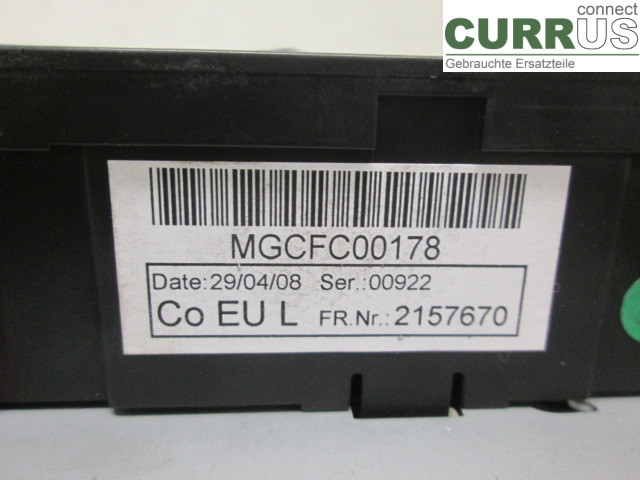 connect
CURRUS
Gebrauchte Ersatzteile
MGCFC00178
Date:29/04/08 Ser.:00922
Co EU L FR.Nr.:2157670